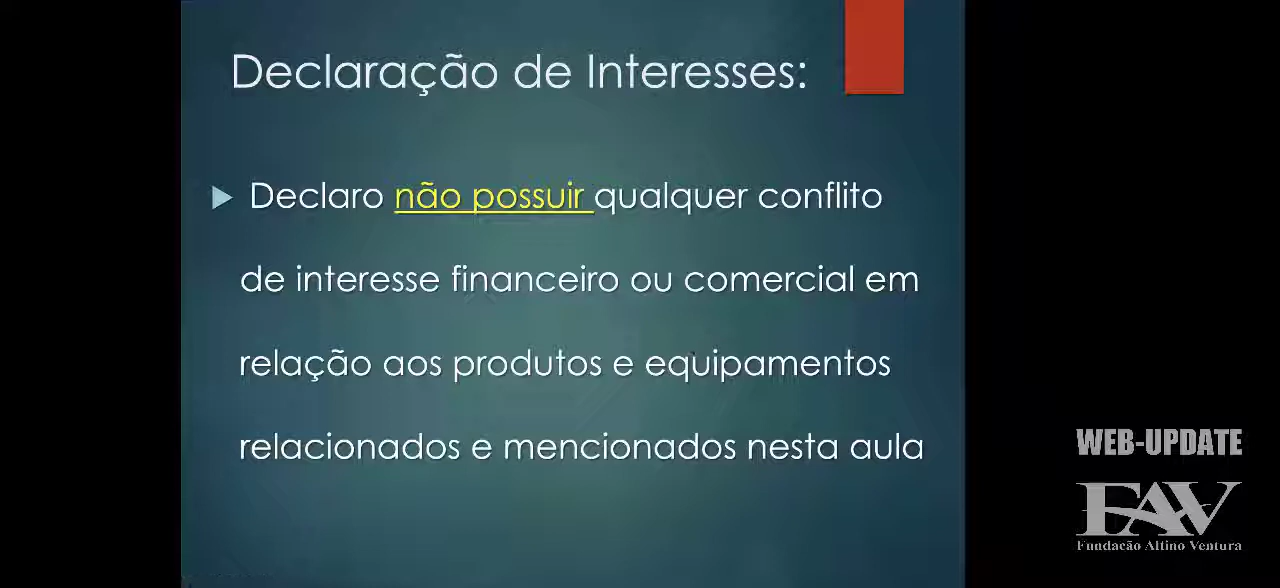 Declaração de Interesses:
Declaro não possuir qualquer conflito
de interesse financeiro ou comercial em
relação aos produtos e equipamentos
relacionados e mencionados nesta aula
WEB-UPDATE
FAV
Fundação Altino Ventura